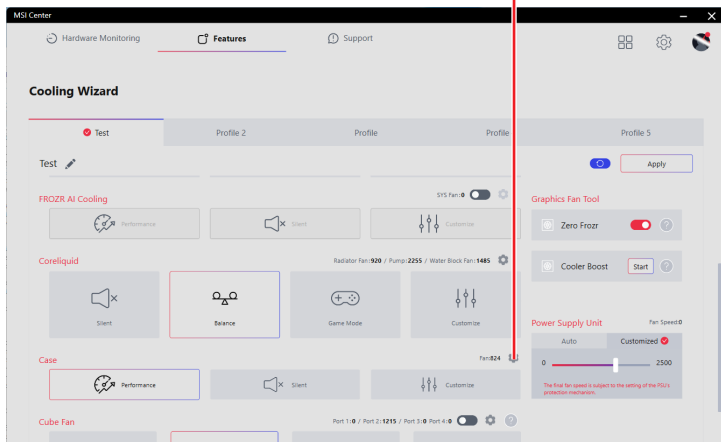 MSI Center
Hardware Monitoring
Features
Support
Cooling Wizard
Test
Profile 2
Profile
Profile
Profile 5
Test
Apply
FROZR AI Cooling
SYS Fan:0
Performance
Silent
Customize
Coreliquid
Radiator Fan:920 / Pump:2255 / Water Block Fan:1485
Silent
Balance
Game Mode
Customize
Case
Fan:824
Performance
Silent
Customize
Cube Fan
Port 1:0 / Port 2:1215 / Port 3:0 Port 4:0
Graphics Fan Tool
Zero Frozr
Cooler Boost
Start
Power Supply Unit
Fan Speed:0
Auto
Customized
0
2500
The final fan speed is subject to the setting of the PSU's
protection mechanism.